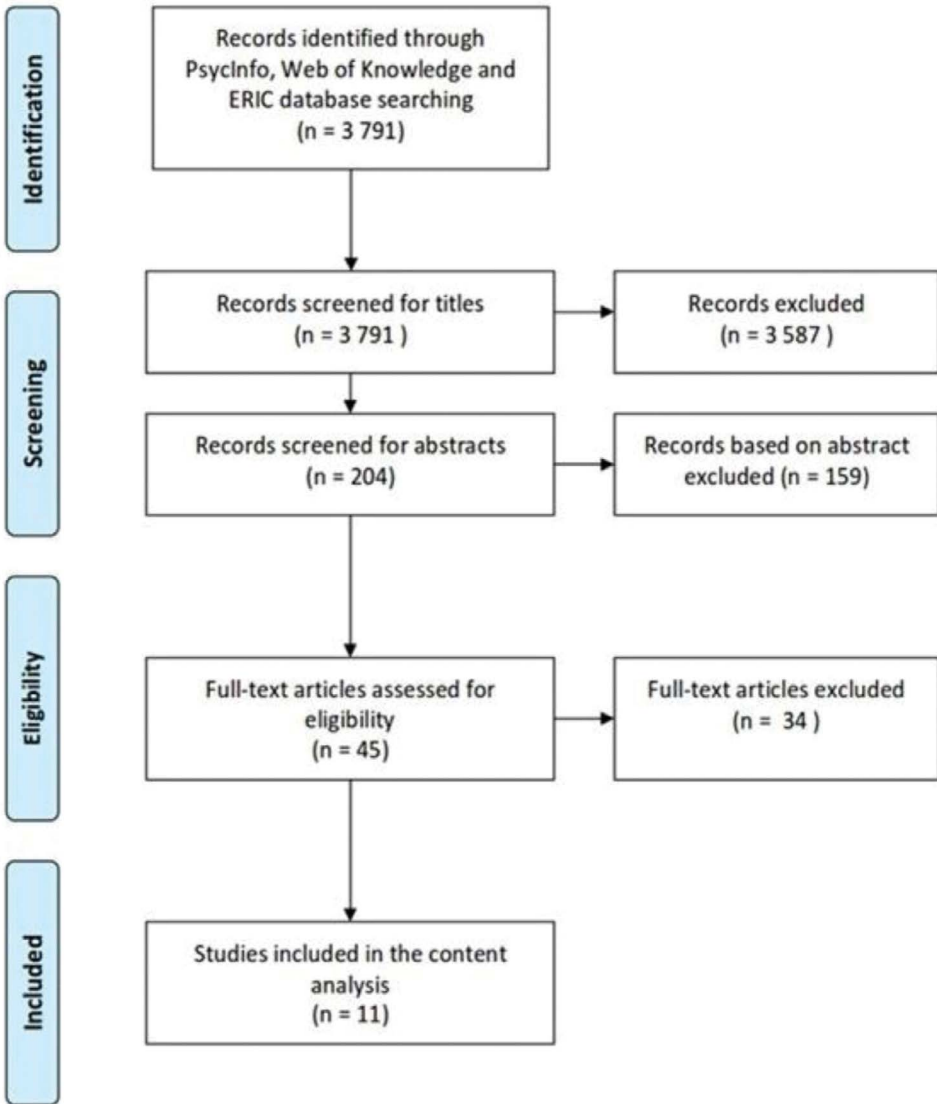 Identification
Records identified through
PsycInfo, Web of Knowledge and
ERIC database searching
(n = 3 791)
Screening
Records screened for titles
(n = 3 791 )
Records excluded
(n = 3 587 )
Records screened for abstracts
(n = 204)
Records based on abstract
excluded (n = 159)
Eligibility
Full-text articles assessed for
eligibility
(n = 45)
Full-text articles excluded
(n =  34 )
Included
Studies included in the content
analysis
(n = 11)